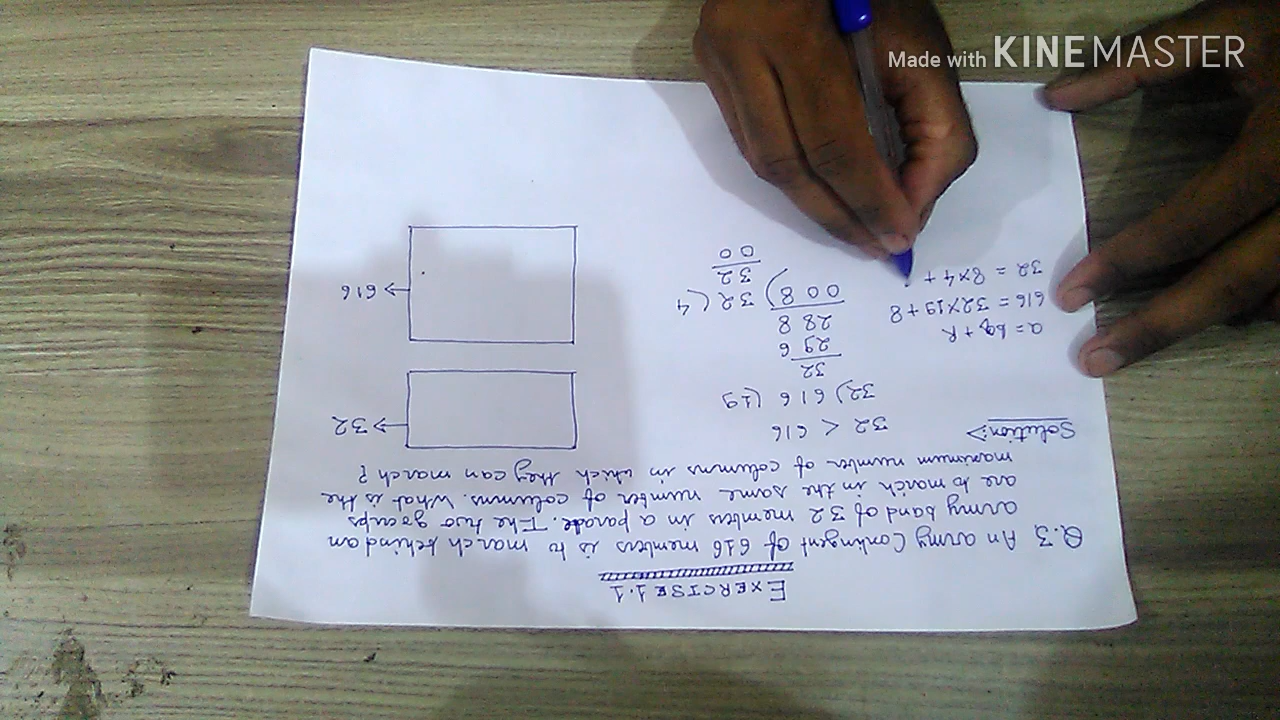 Made with KINEMASTER
EXERCISE 1.1
Q.3 An army Contingent of 616 members is to march behind an
army band of 32 members in a parade. The two groups
are to march in the same number of columns. What is the
maximum number of columns in which they can march?
Solution:>
32 < 616
32) 616 (19
32
296
288
008) 32 (4
32
00
a = bq + R
616 = 32×19+8
32 = 8×4+
→32
→616